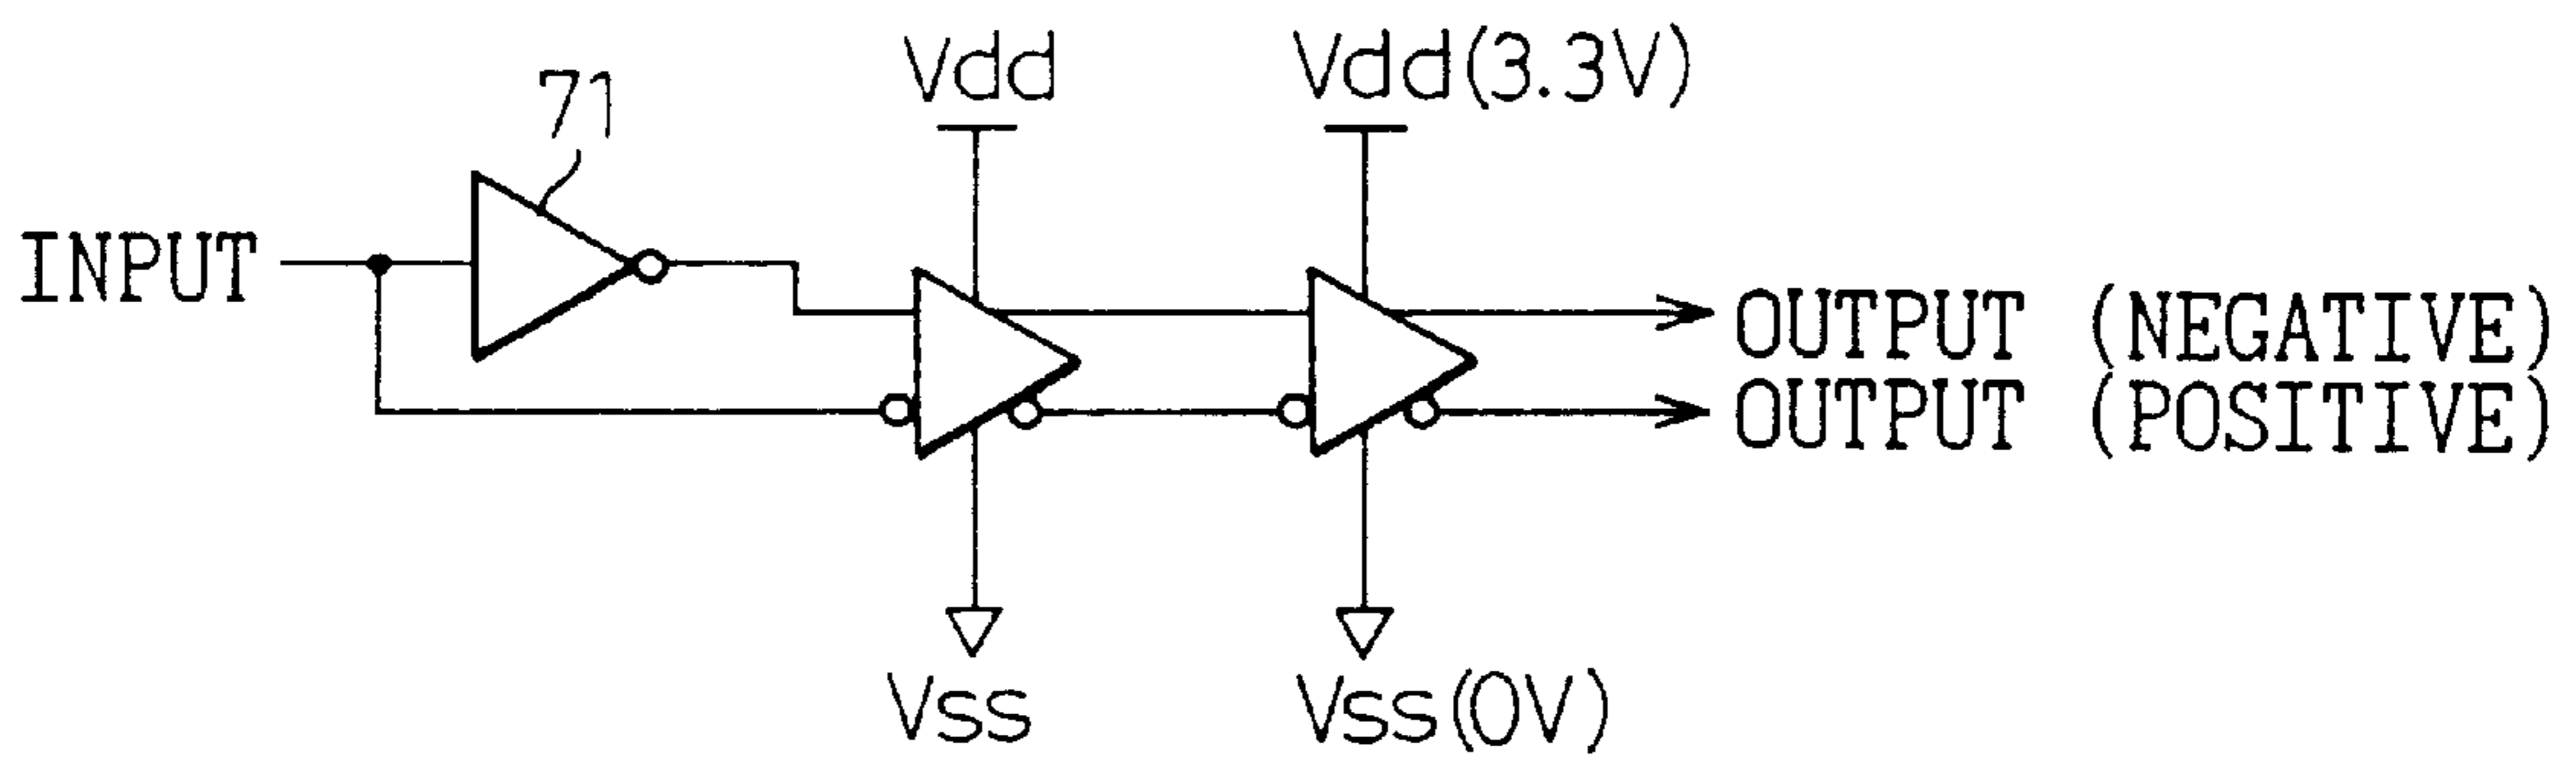 Vdd
Vdd(3.3V)
71
INPUT
OUTPUT (NEGATIVE)
OUTPUT (POSITIVE)
Vss
Vss(0V)